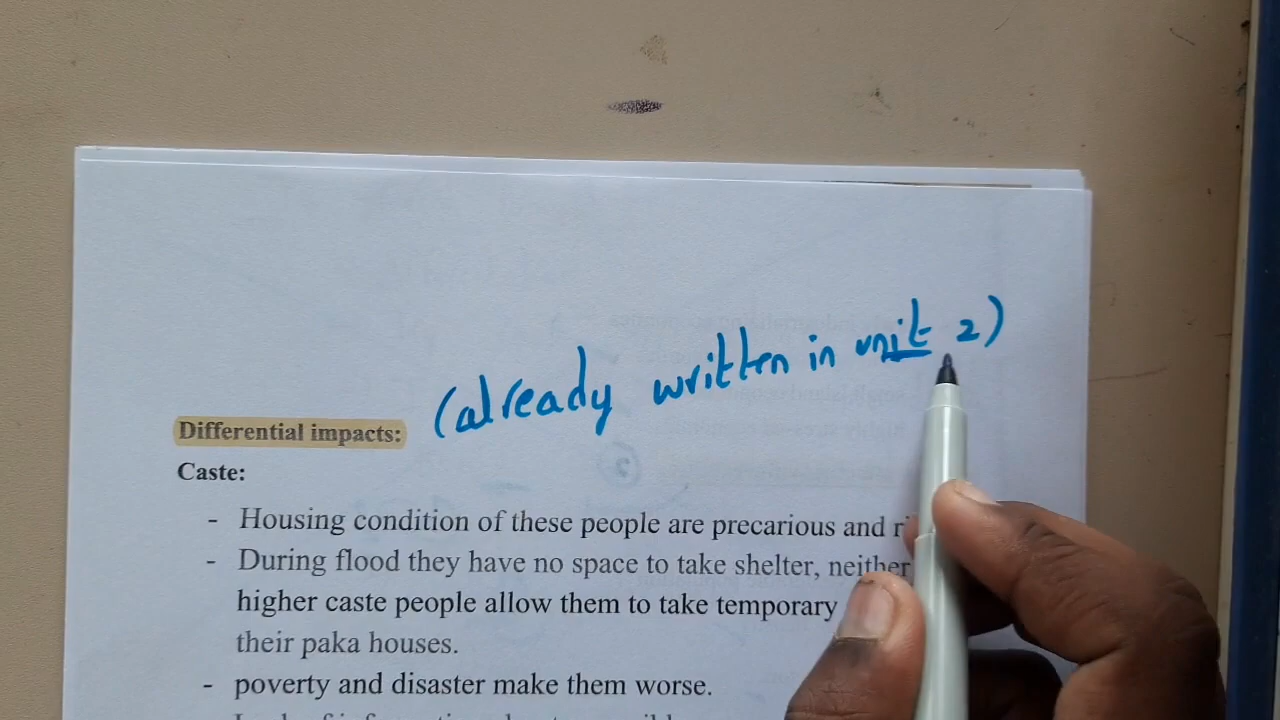 (already written in unit 2)
Differential impacts:
Caste:
- Housing condition of these people are precarious and
- During flood they have no space to take shelter, neither
higher caste people allow them to take temporary
their paka houses.
- poverty and disaster make them worse.